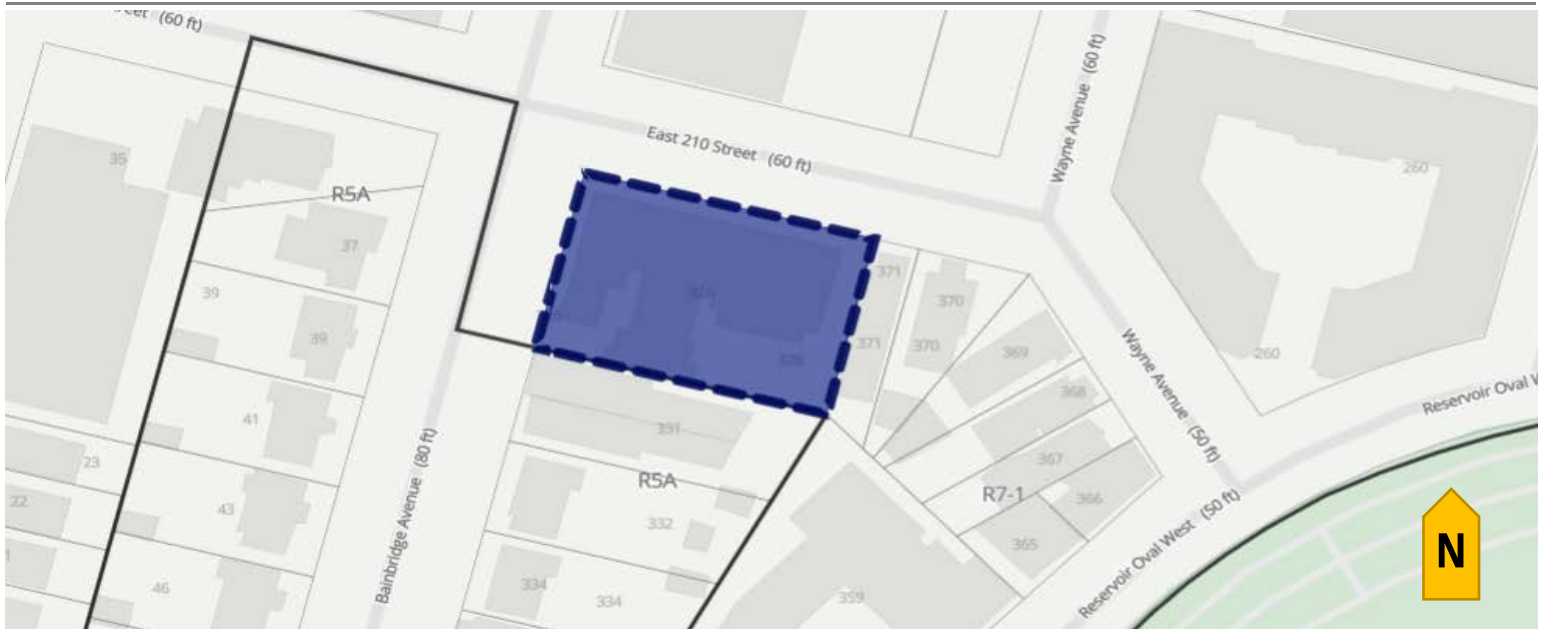 (60 ft)
East 210 Street (60 ft)
Wayne Avenue (60 ft)
35
R5A
260
37
371
39
370
39
371
370
369
260
Wayne Avenue (50 ft)
368
Reservoir Oval W
41
331
23
Bainbridge Avenue (80 ft)
R5A
367
22
R7-1
366
43
332
Reservoir Oval West (50 ft)
365
N
46
334
334
359